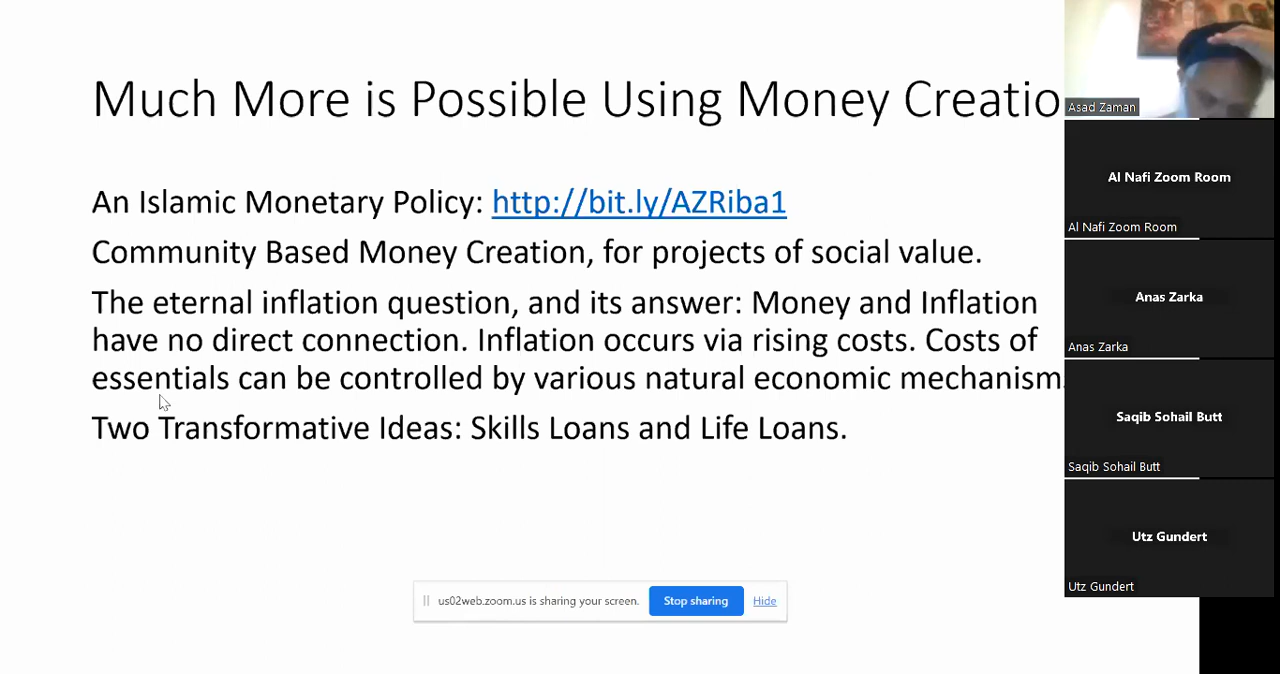 Much More is Possible Using Money Creatio
An Islamic Monetary Policy: http://bit.ly/AZRiba1
Community Based Money Creation, for projects of social value.
The eternal inflation question, and its answer: Money and Inflation
have no direct connection. Inflation occurs via rising costs. Costs of
essentials can be controlled by various natural economic mechanism
Two Transformative Ideas: Skills Loans and Life Loans.
us02web.zoom.us is sharing your screen. Stop sharing Hide
Asad Zaman
Al Nafi Zoom Room
Al Nafi Zoom Room
Anas Zarka
Anas Zarka
Saqib Sohail Butt
Saqib Sohail Butt
Utz Gundert
Utz Gundert